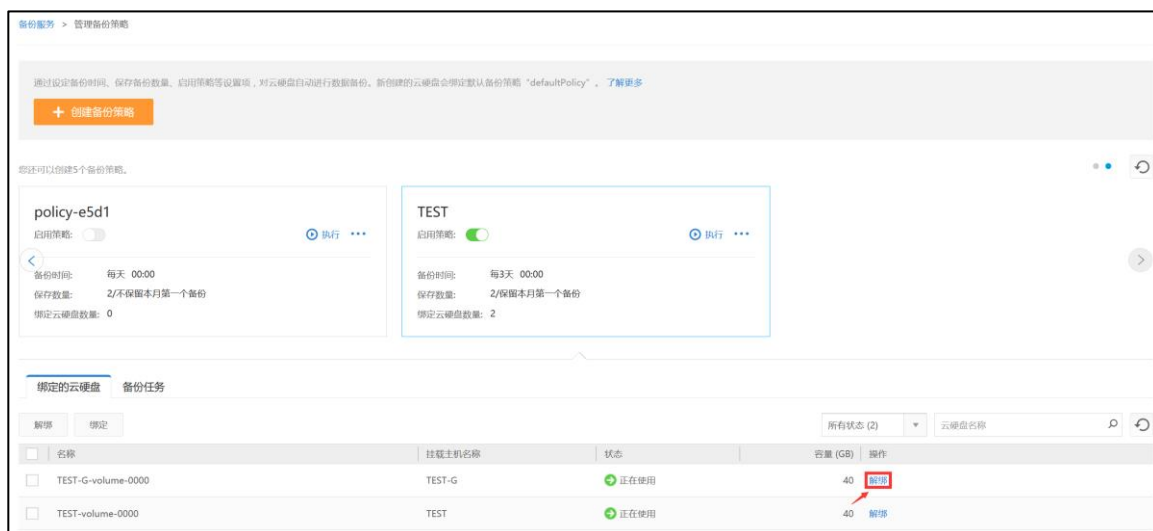 备份服务 > 管理备份策略
通过设定备份时间、保存备份数量、启用策略等设置项，对云硬盘自动进行数据备份。新创建的云硬盘会绑定默认备份策略 "defaultPolicy" 。 了解更多
+ 创建备份策略
您还可以创建5个备份策略。
policy-e5d1
启用策略: 执行 •••
备份时间: 每天 00:00
保存数量: 2/不保留本月第一个备份
绑定云硬盘数量: 0
TEST
启用策略: 执行 •••
备份时间: 每3天 00:00
保存数量: 2/保留本月第一个备份
绑定云硬盘数量: 2
绑定的云硬盘 备份任务
解绑 绑定 所有状态 (2) 云硬盘名称
名称 挂载主机名称 状态 容量 (GB) 操作
TEST-G-volume-0000 TEST-G 正在使用 40 解绑
TEST-volume-0000 TEST 正在使用 40 解绑